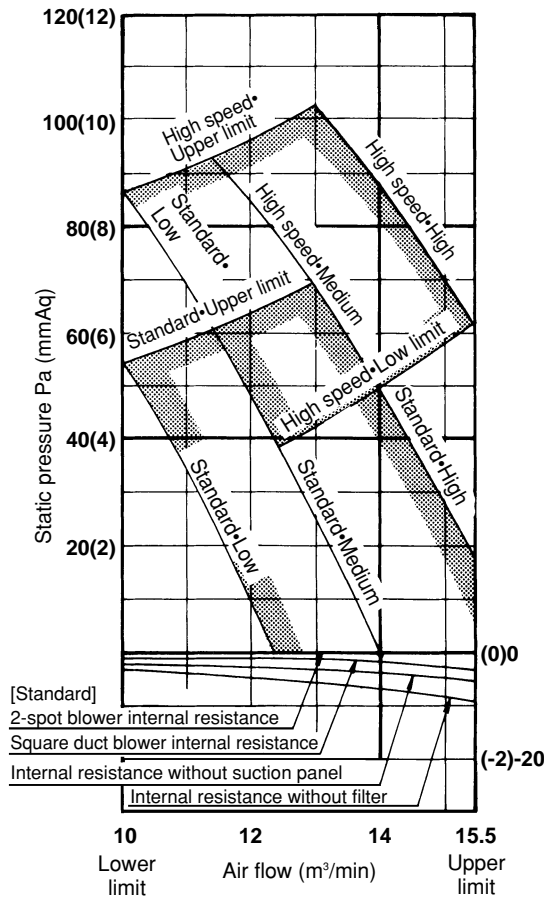 120(12)
100(10)
80(8)
60(6)
40(4)
20(2)
Static pressure Pa (mmAq)
High speed•
Upper limit
Standard•
Low
High speed•Medium
High speed•High
Standard•Upper limit
High speed•Low limit
Standard•Low
Standard•Medium
Standard•High
(0)0
(-2)-20
[Standard]
2-spot blower internal resistance
Square duct blower internal resistance
Internal resistance without suction panel
Internal resistance without filter
10
12
14
15.5
Lower
limit
Air flow (m³/min)
Upper
limit